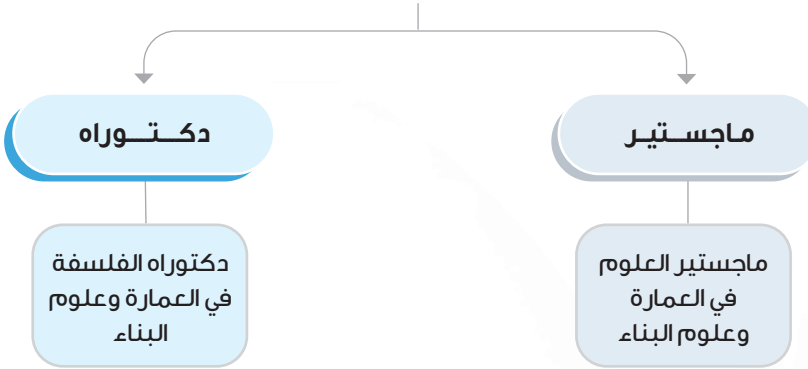 ماجستير
دكتوراه
ماجستير العلوم
في العمارة
وعلوم البناء
دكتوراه الفلسفة
في العمارة وعلوم
البناء